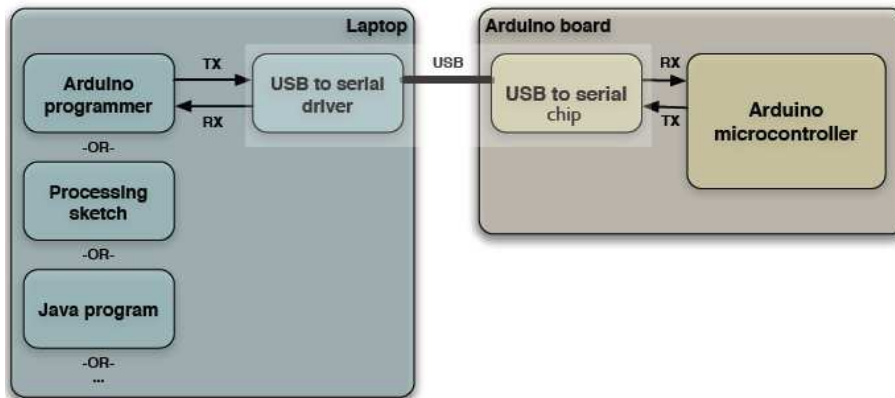 Laptop
Arduino
programmer
TX
RX
USB to serial
driver
-OR-
Processing
sketch
-OR-
Java program
-OR-
...
USB
Arduino board
USB to serial
chip
RX
TX
Arduino
microcontroller